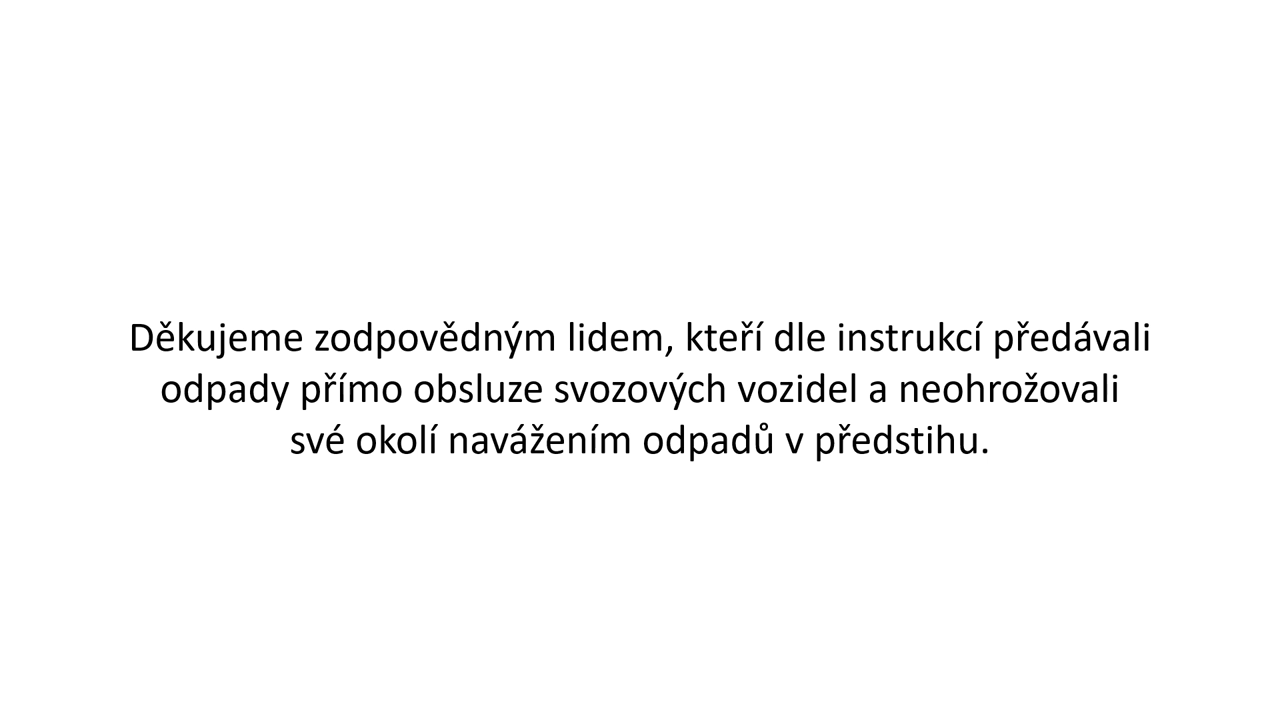 Děkujeme zodpovědným lidem, kteří dle instrukcí předávali
odpady přímo obsluze svozových vozidel a neohrožovali
své okolí navážením odpadů v předstihu.